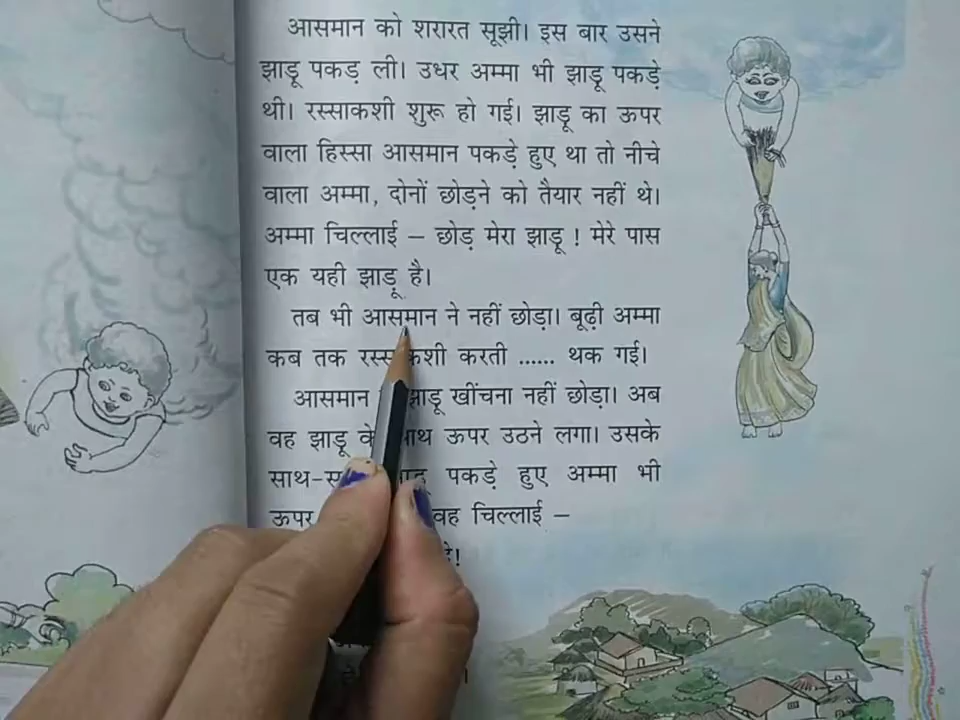 आसमान को शरारत सूझी। इस बार उसने
झाड़ू पकड़ ली। उधर अम्मा भी झाड़ू पकड़े
थी। रस्साकशी शुरू हो गई। झाड़ू का ऊपर
वाला हिस्सा आसमान पकड़े हुए था तो नीचे
वाला अम्मा, दोनों छोड़ने को तैयार नहीं थे।
अम्मा चिल्लाई – छोड़ मेरा झाड़ू ! मेरे पास
एक यही झाड़ू है।
तब भी आसमान ने नहीं छोड़ा। बूढ़ी अम्मा
कब तक रस्साकशी करती ...... थक गई।
आसमान झाड़ू खींचना नहीं छोड़ा। अब
वह झाड़ू के साथ ऊपर उठने लगा। उसके
पकड़े हुए अम्मा भी
ऊपर वह चिल्लाई –